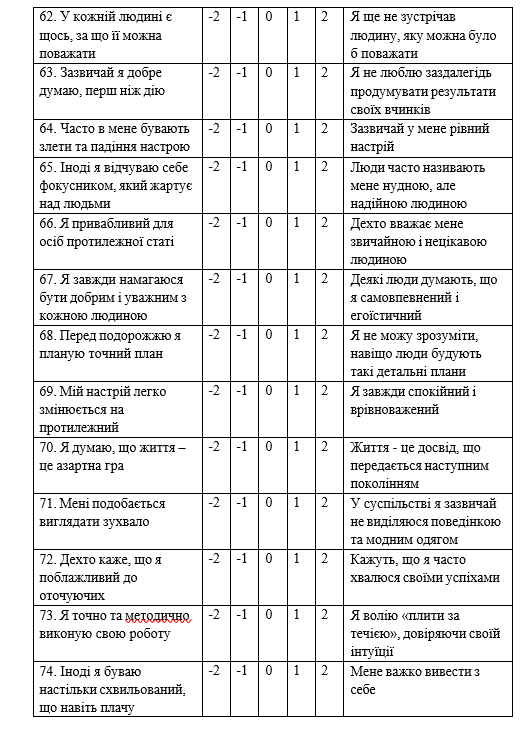 62. У кожній людині є -2 -1 0 1 2 Я ще не зустрічав
щось, за що її можна людину, яку можна було
поважати б поважати
63. Зазвичай я добре -2 -1 0 1 2 Я не люблю заздалегідь
думаю, перш ніж дію продумувати результати
своїх вчинків
64. Часто в мене бувають -2 -1 0 1 2 Зазвичай у мене рівний
злети та падіння настрою настрій
65. Іноді я відчуваю себе -2 -1 0 1 2 Люди часто називають
фокусником, який жартує мене нудною, але
над людьми надійною людиною
66. Я привабливий для -2 -1 0 1 2 Дехто вважає мене
осіб протилежної статі звичайною і нецікавою
людиною
67. Я завжди намагаюся -2 -1 0 1 2 Деякі люди думають, що
бути добрим і уважним з я самовпевнений і
кожною людиною егоїстичний
68. Перед подорожжю я -2 -1 0 1 2 Я не можу зрозуміти,
планую точний план навіщо люди будують
такі детальні плани
69. Мій настрій легко -2 -1 0 1 2 Я завжди спокійний і
змінюється на врівноважений
протилежний
70. Я думаю, що життя – -2 -1 0 1 2 Життя - це досвід, що
це азартна гра передається наступним
поколінням
71. Мені подобається -2 -1 0 1 2 У суспільстві я зазвичай
виглядати зухвало не виділяюся поведінкою
та модним одягом
72. Дехто каже, що я -2 -1 0 1 2 Кажуть, що я часто
поблажливий до хвалюся своїми успіхами
оточуючих
73. Я точно та методично -2 -1 0 1 2 Я волію «плити за
виконую свою роботу течією», довіряючи своїй
інтуїції
74. Іноді я буваю -2 -1 0 1 2 Мене важко вивести з
настільки схвильований, себе
що навіть плачу